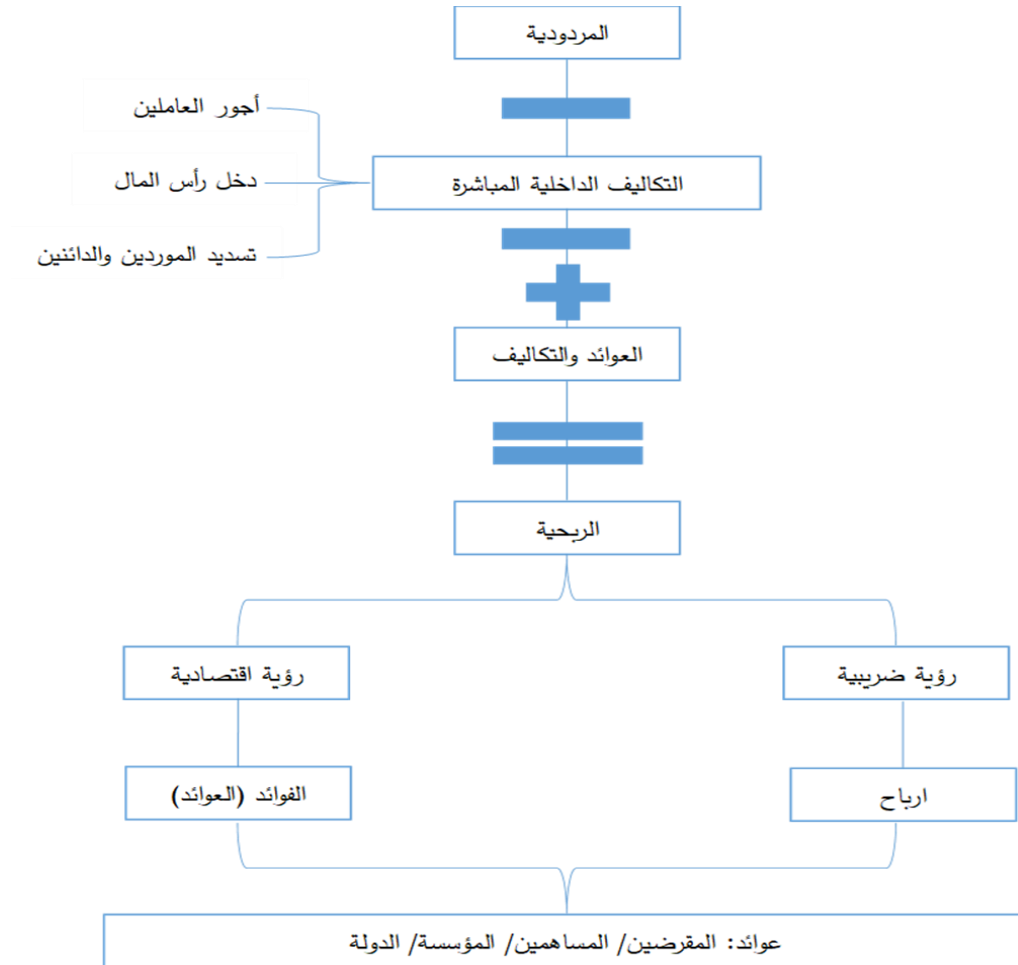 المردودية
أجور العاملين
التكاليف الداخلية المباشرة
دخل رأس المال
تسديد الموردين والدائنين
العوائد والتكاليف
الربحية
رؤية ضريبية
رؤية اقتصادية
ارباح
الفوائد (العوائد)
عوائد: المقرضين/ المساهمين/ المؤسسة/ الدولة